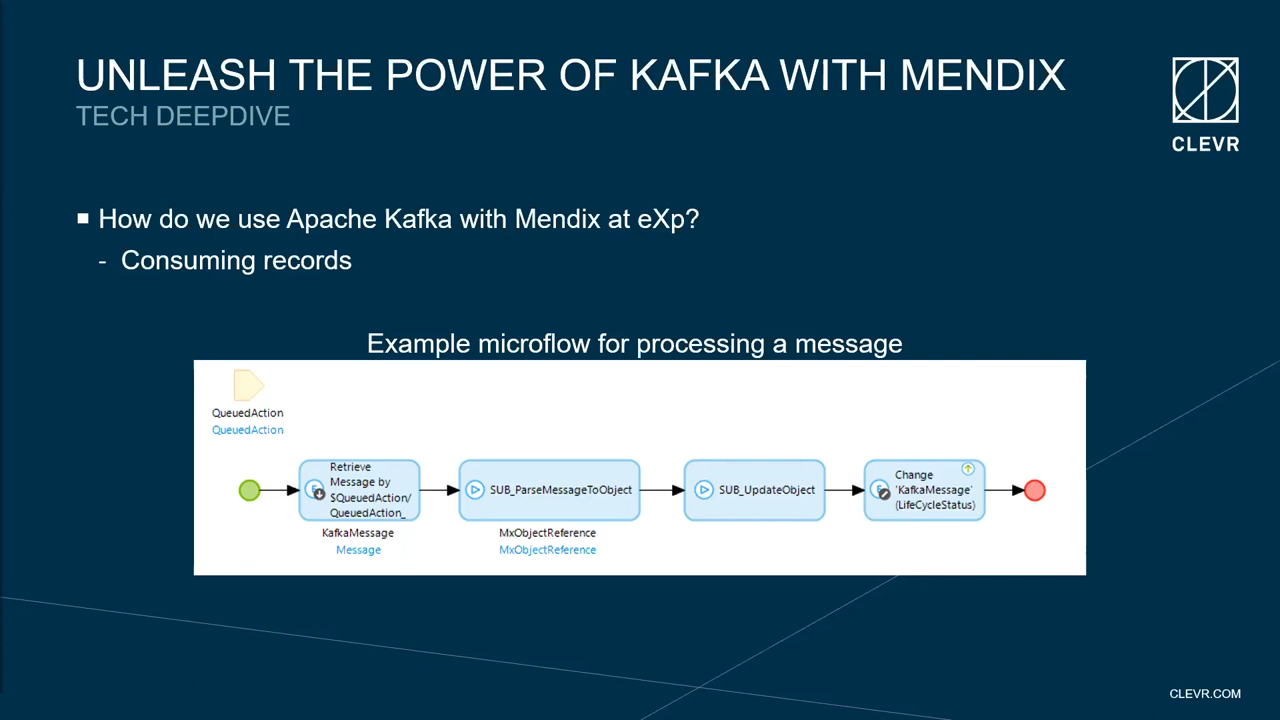 UNLEASH THE POWER OF KAFKA WITH MENDIX
TECH DEEPDIVE
CLEVR
How do we use Apache Kafka with Mendix at eXp?
- Consuming records
Example microflow for processing a message
QueuedAction
QueuedAction
Retrieve
Message by
$QueuedAction/
QueuedAction_
KafkaMessage
Message
SUB_ParseMessageToObject
MxObjectReference
MxObjectReference
SUB_UpdateObject
Change
'KafkaMessage'
(LifeCycleStatus)
CLEVR.COM